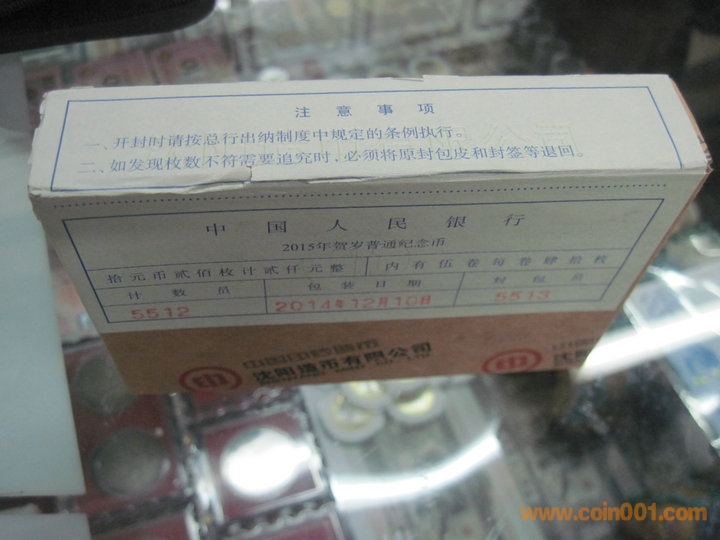 注意事项
一、开封时请按总行出纳制度中规定的条例执行。
二、如发现枚数不符需要追究时，必须将原封包皮和封签等退回。
中国人民银行
2015年贺岁普通纪念币
拾元币贰佰枚计贰仟元整 内有伍卷每卷肆拾枚
计数员 包装日期 封包员
5512 2014年12月10日 5513
沈阳造币有限公司
www.coin001.com